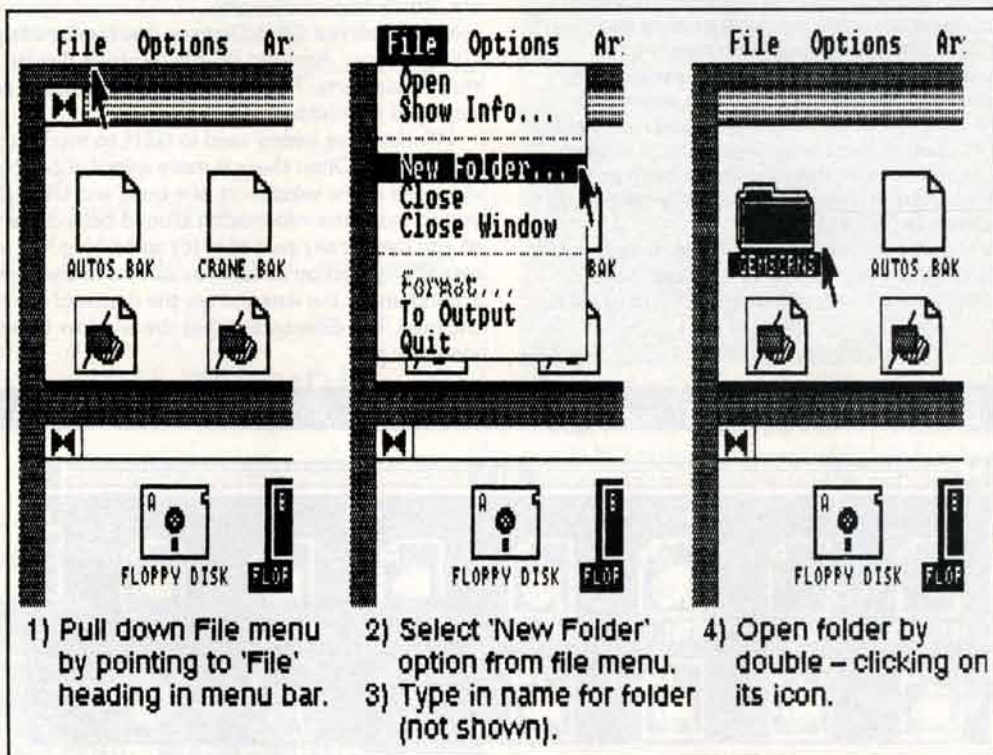 File Options Ar:
AUTOS.BAK CRANE.BAK
A
FLOPPY DISK FLOP
1) Pull down File menu
by pointing to 'File'
heading in menu bar.
File Options Ar:
Open
Show Info...
New Folder...
Close
Close Window
BAK
Format...
To Output
Quit
A
FLOPPY DISK FLOP
2) Select 'New Folder'
option from file menu.
3) Type in name for folder
(not shown).
File Options Ar:
AUTOS.BAK
A
FLOPPY DISK FLOP
4) Open folder by
double – clicking on
its icon.